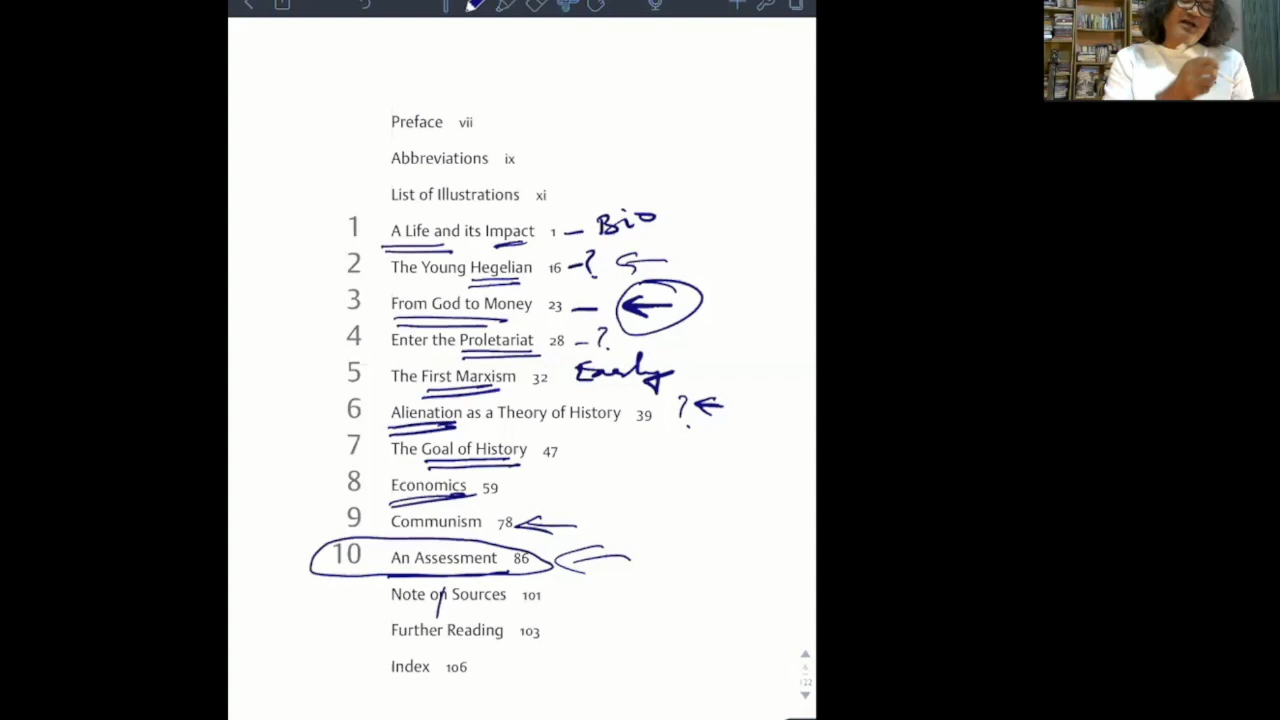 Preface vii
Abbreviations ix
List of Illustrations xi
1 A Life and its Impact 1 – Bio
2 The Young Hegelian 16 – ?
3 From God to Money 23 –
4 Enter the Proletariat 28 – ?
5 The First Marxism 32 Early
6 Alienation as a Theory of History 39 ?
7 The Goal of History 47
8 Economics 59
9 Communism 78
10 An Assessment 86
Note on Sources 101
Further Reading 103
Index 106
6
122